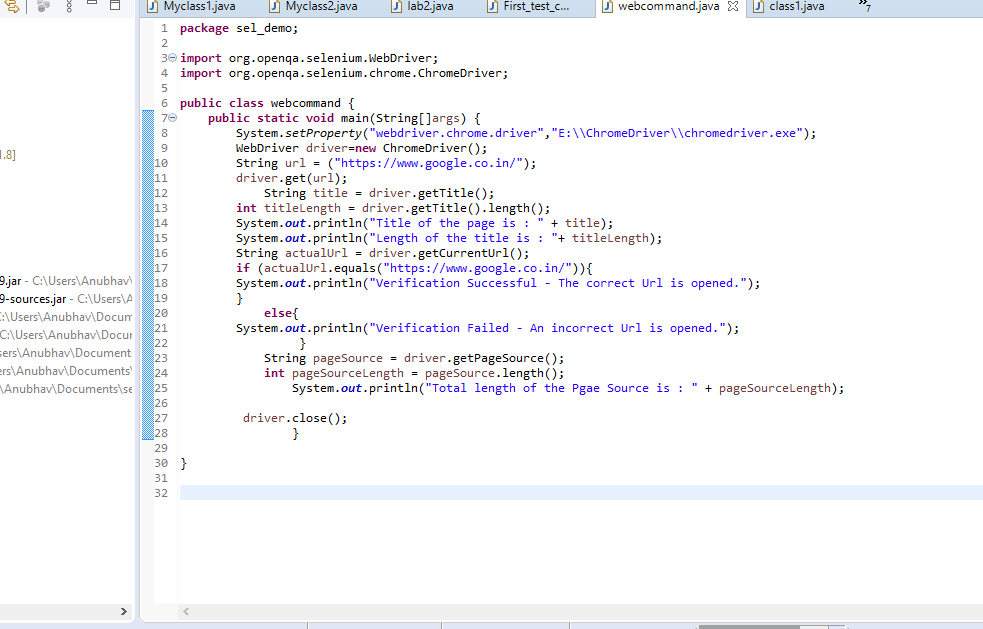 Myclass1.java Myclass2.java lab2.java First_test_c... webcommand.java class1.java »7
1 package sel_demo;
2
3 import org.openqa.selenium.WebDriver;
4 import org.openqa.selenium.chrome.ChromeDriver;
5
6 public class webcommand {
7 public static void main(String[]args) {
8 System.setProperty("webdriver.chrome.driver","E:\\ChromeDriver\\chromedriver.exe");
1.8]
9 WebDriver driver=new ChromeDriver();
10 String url = ("https://www.google.co.in/");
11 driver.get(url);
12 String title = driver.getTitle();
13 int titleLength = driver.getTitle().length();
14 System.out.println("Title of the page is : " + title);
15 System.out.println("Length of the title is : "+ titleLength);
16 String actualUrl = driver.getCurrentUrl();
17 if (actualUrl.equals("https://www.google.co.in/")){
9.jar - C:\Users\Anubhav\
18 System.out.println("Verification Successful - The correct Url is opened.");
9-sources.jar - C:\Users\A
19 }
20 else{
:\Users\Anubhav\Docum
21 System.out.println("Verification Failed - An incorrect Url is opened.");
C:\Users\Anubhav\Docur
22 }
sers\Anubhav\Document
23 String pageSource = driver.getPageSource();
ers\Anubhav\Documents\
24 int pageSourceLength = pageSource.length();
\Anubhav\Documents\se
25 System.out.println("Total length of the Pgae Source is : " + pageSourceLength);
26
27 driver.close();
28 }
29
30 }
31
32